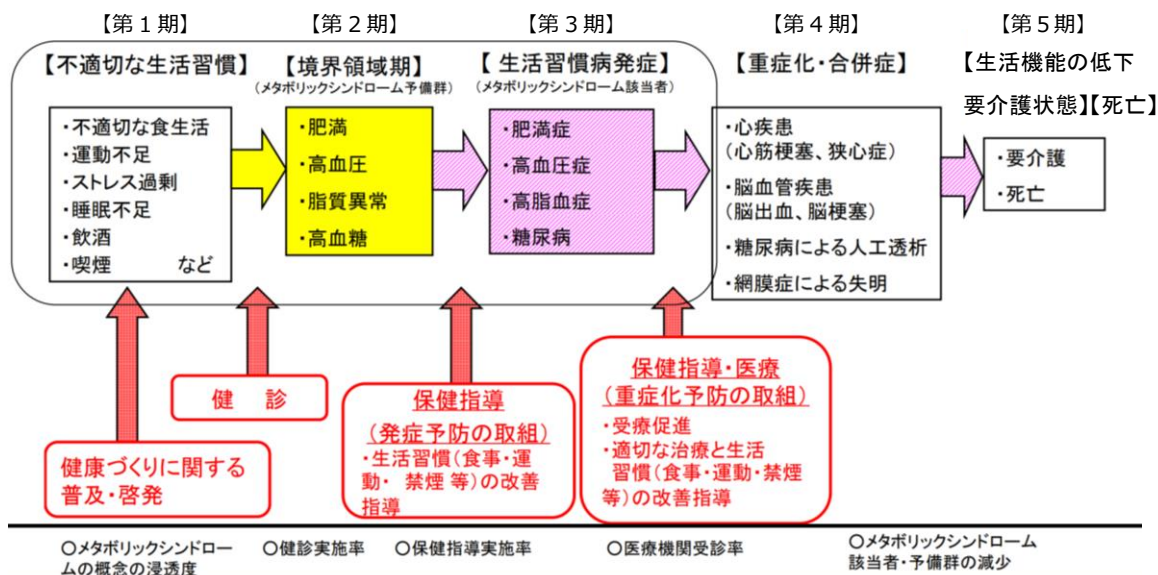 【第１期】
【第２期】
【第３期】
【第４期】
【第５期】
【不適切な生活習慣】
【境界領域期】
(メタボリックシンドローム予備群)
【 生活習慣病発症】
(メタボリックシンドローム該当者)
【重症化・合併症】
【生活機能の低下
要介護状態】【死亡】
・不適切な食生活
・運動不足
・ストレス過剰
・睡眠不足
・飲酒
・喫煙 など
・肥満
・高血圧
・脂質異常
・高血糖
・肥満症
・高血圧症
・高脂血症
・糖尿病
・心疾患
(心筋梗塞、狭心症)
・脳血管疾患
(脳出血、脳梗塞)
・糖尿病による人工透析
・網膜症による失明
・要介護
・死亡
健康づくりに関する
普及・啓発
健 診
保健指導
(発症予防の取組)
・生活習慣(食事・運
動・ 禁煙 等)の改善
指導
保健指導・医療
(重症化予防の取組)
・受療促進
・適切な治療と生活
習慣(食事・運動・禁煙
等)の改善指導
○メタボリックシンドロー
ムの概念の浸透度
○健診実施率
○保健指導実施率
○医療機関受診率
○メタボリックシンドローム
該当者・予備群の減少